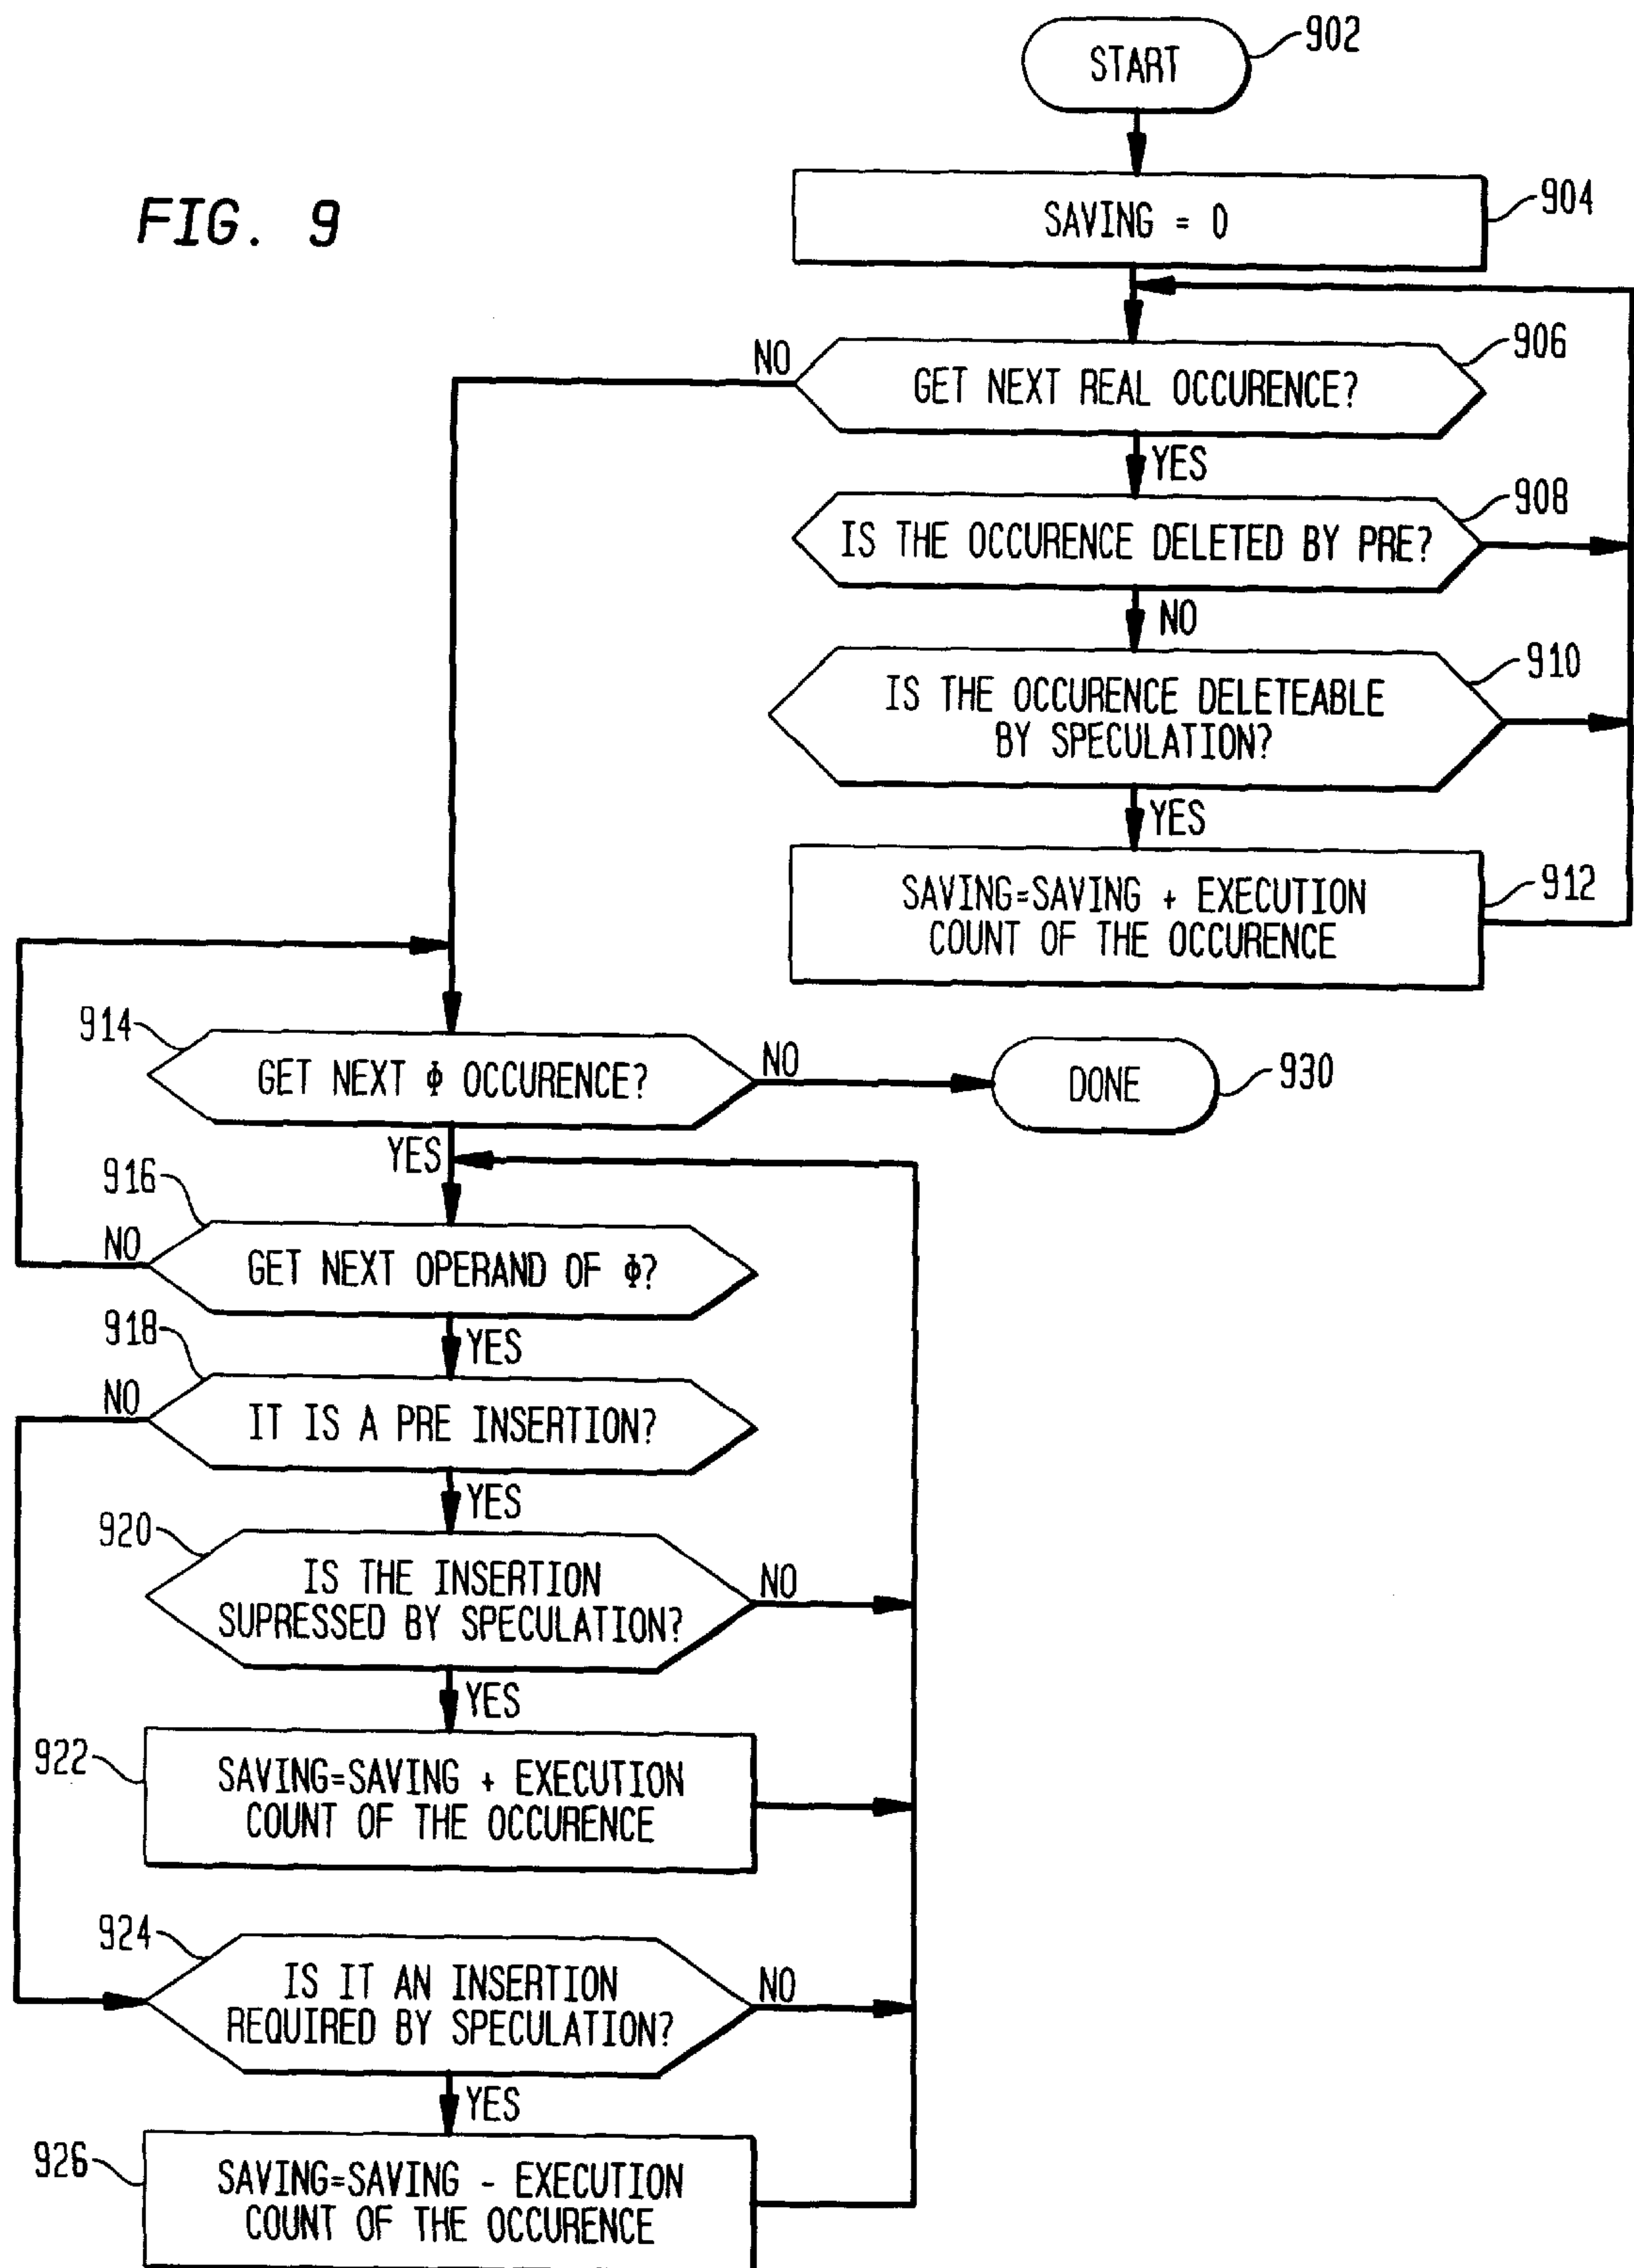 FIG. 9
START
902
SAVING = 0
904
GET NEXT REAL OCCURENCE?
906
NO
YES
IS THE OCCURENCE DELETED BY PRE?
908
NO
IS THE OCCURENCE DELETEABLE
BY SPECULATION?
910
YES
SAVING=SAVING + EXECUTION
COUNT OF THE OCCURENCE
912
914
GET NEXT Φ OCCURENCE?
NO
DONE
930
YES
916
NO
GET NEXT OPERAND OF Φ?
YES
918
NO
IT IS A PRE INSERTION?
YES
920
IS THE INSERTION
SUPRESSED BY SPECULATION?
NO
YES
922
SAVING=SAVING + EXECUTION
COUNT OF THE OCCURENCE
924
IS IT AN INSERTION
REQUIRED BY SPECULATION?
NO
YES
926
SAVING=SAVING - EXECUTION
COUNT OF THE OCCURENCE